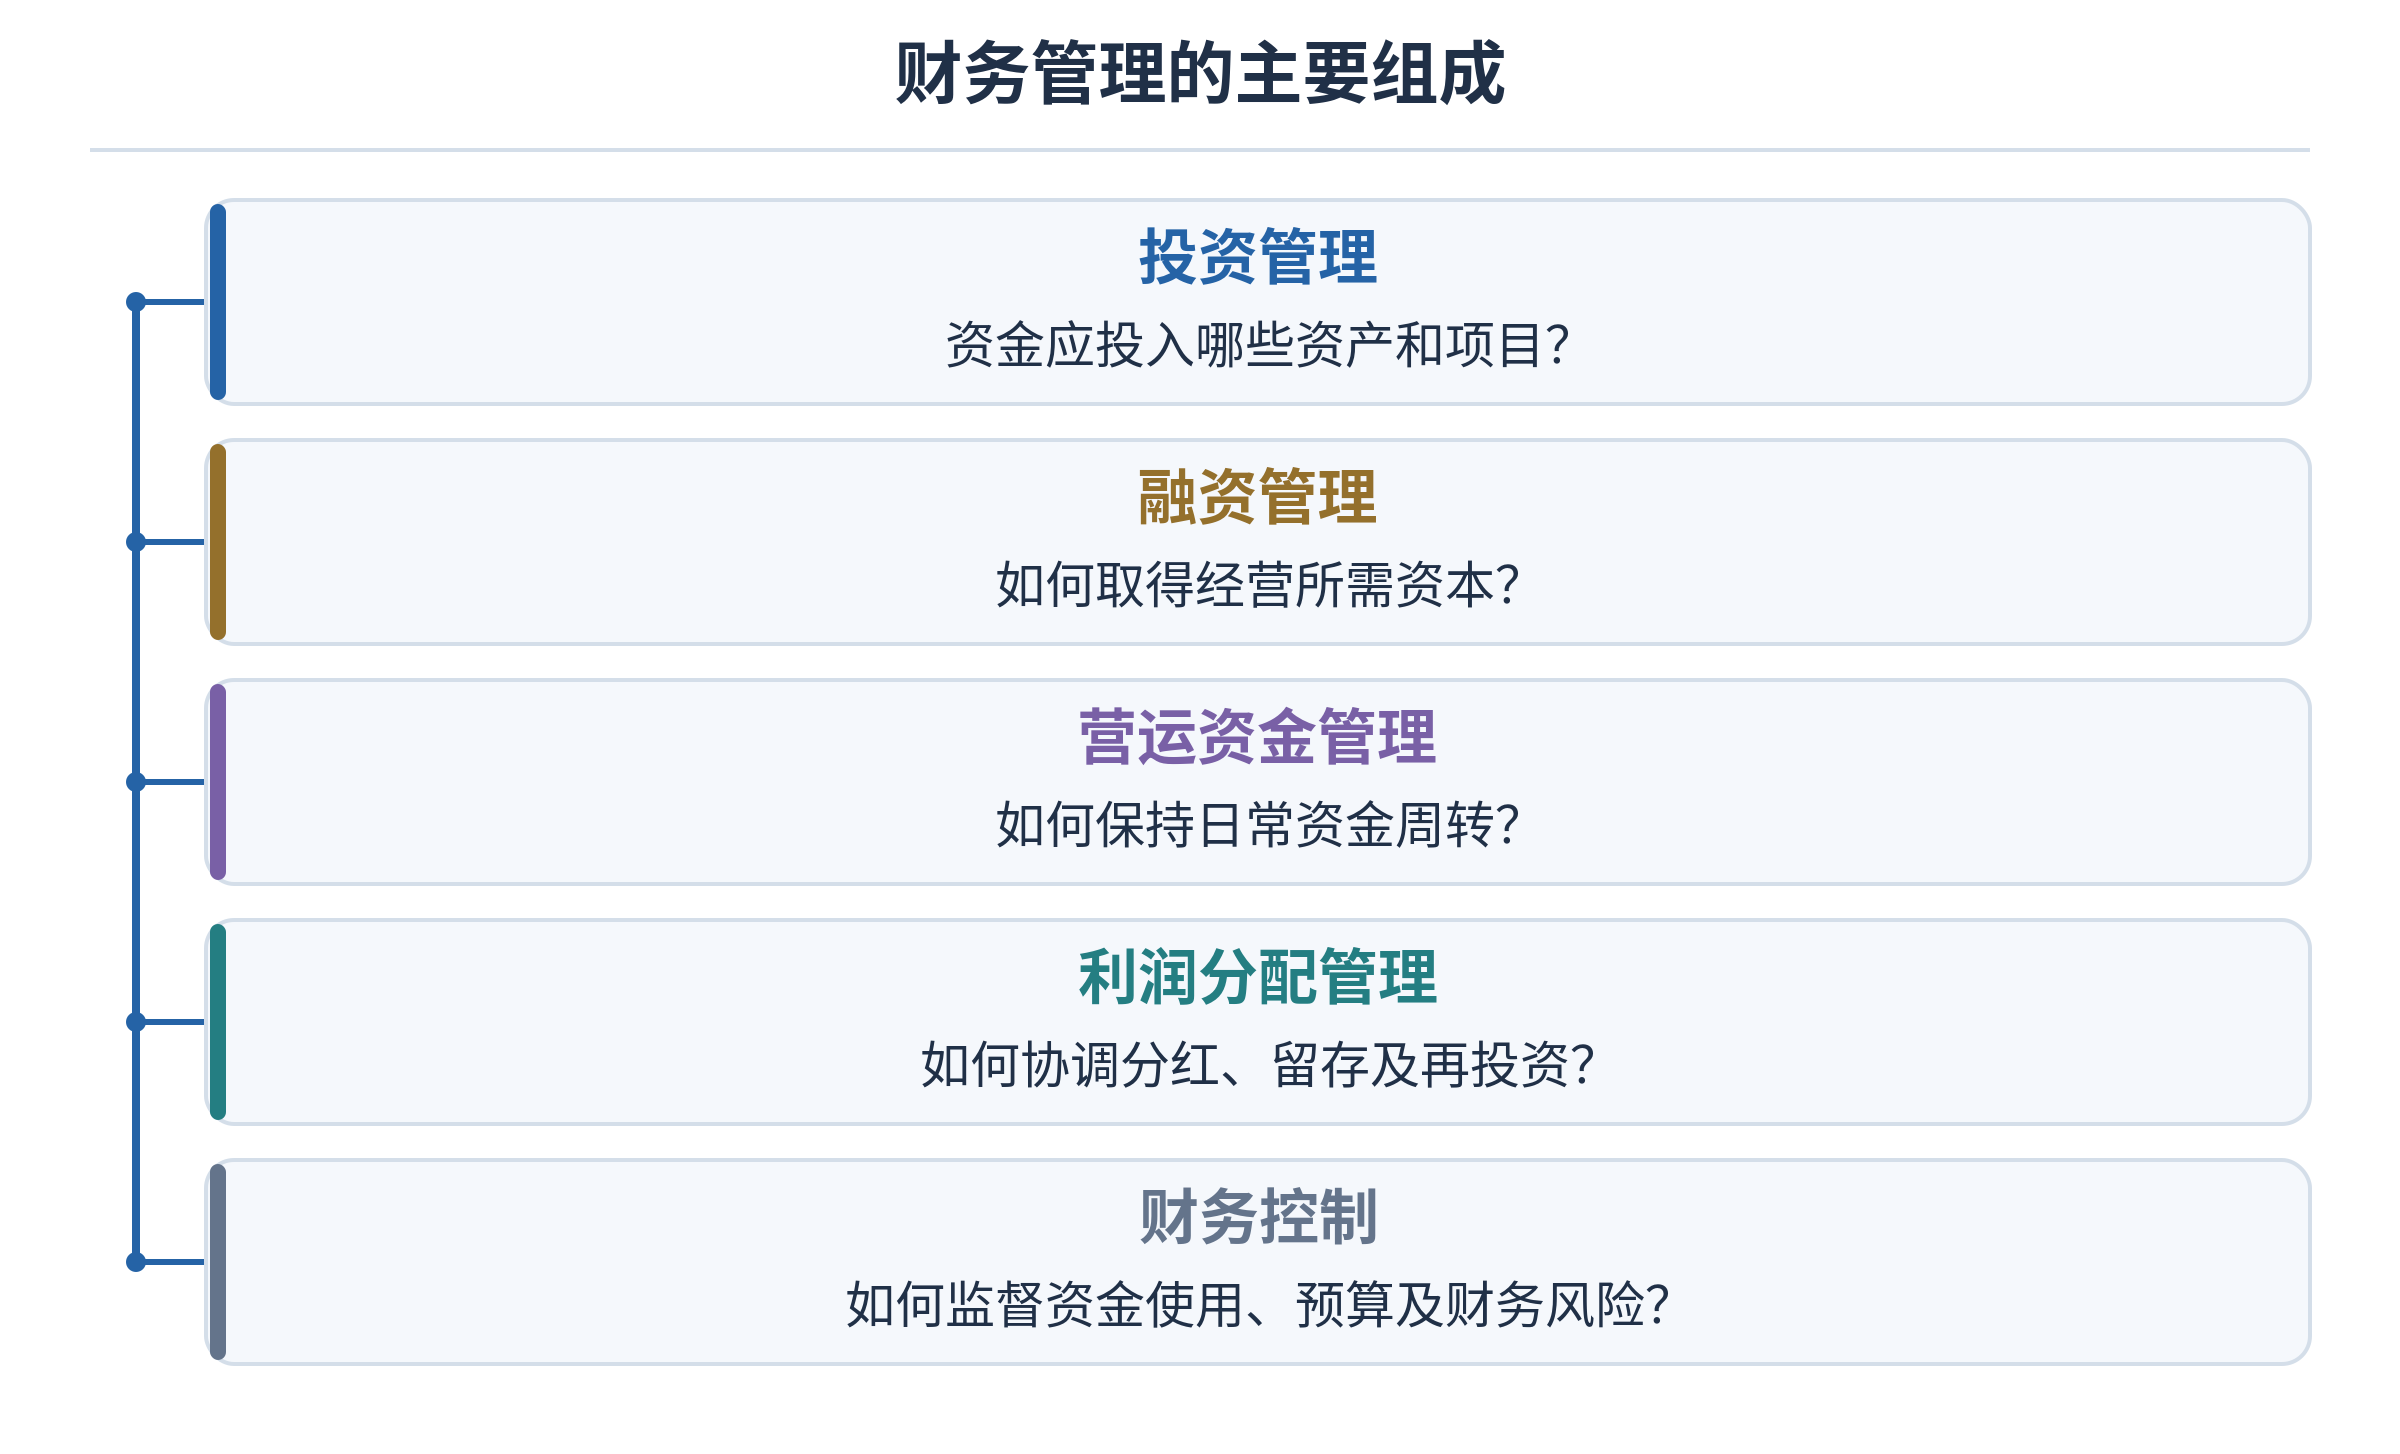 财务管理的主要组成
投资管理
资金应投入哪些资产和项目？
融资管理
如何取得经营所需资本？
营运资金管理
如何保持日常资金周转？
利润分配管理
如何协调分红、留存及再投资？
财务控制
如何监督资金使用、预算及财务风险？